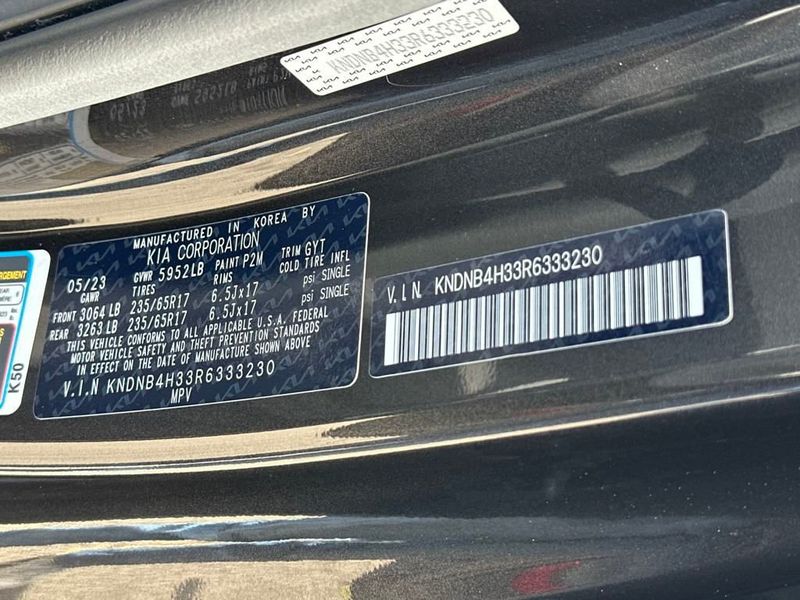 KNDNB4H33R6333230
MANUFACTURED IN KOREA BY
KIA CORPORATION
05/23 GVWR 5952LB PAINT P2M TRIM GYT
GAWR TIRES RIMS COLD TIRE INFL
FRONT 3064 LB 235/65R17 6.5Jx17 psi SINGLE
REAR 3263 LB 235/65R17 6.5Jx17 psi SINGLE
THIS VEHICLE CONFORMS TO ALL APPLICABLE U.S.A. FEDERAL
MOTOR VEHICLE SAFETY AND THEFT PREVENTION STANDARDS
IN EFFECT ON THE DATE OF MANUFACTURE SHOWN ABOVE.
V.I.N KNDNB4H33R6333230
MPV
V.I.N. KNDNB4H33R6333230
K50